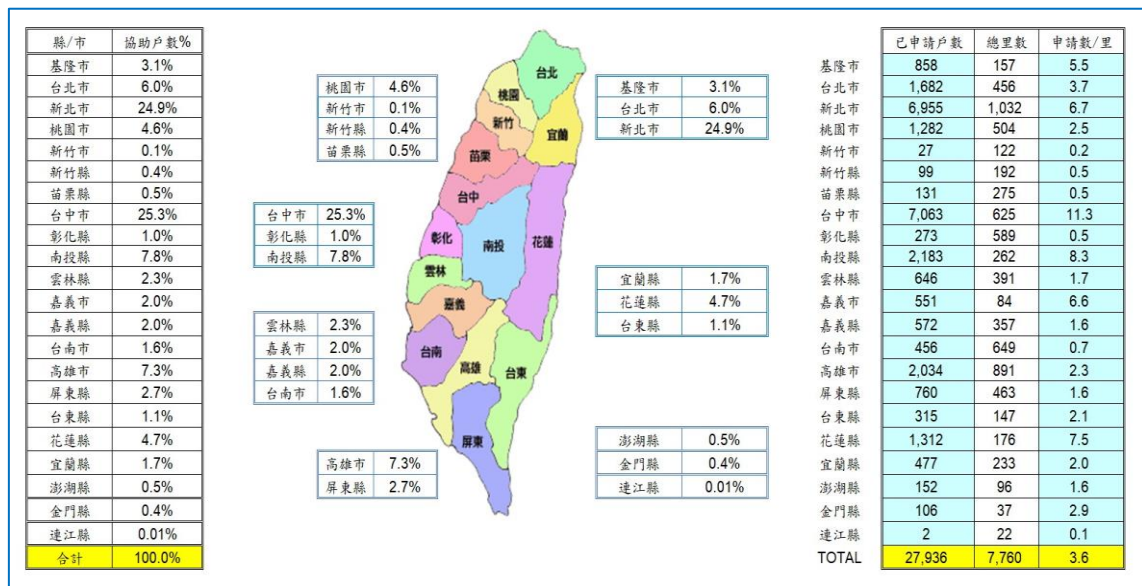 縣/市 協助戶數%
基隆市 3.1%
台北市 6.0%
新北市 24.9%
桃園市 4.6%
新竹市 0.1%
新竹縣 0.4%
苗栗縣 0.5%
台中市 25.3%
彰化縣 1.0%
南投縣 7.8%
雲林縣 2.3%
嘉義市 2.0%
嘉義縣 2.0%
台南市 1.6%
高雄市 7.3%
屏東縣 2.7%
台東縣 1.1%
花蓮縣 4.7%
宜蘭縣 1.7%
澎湖縣 0.5%
金門縣 0.4%
連江縣 0.01%
合計 100.0%
桃園市 4.6%
新竹市 0.1%
新竹縣 0.4%
苗栗縣 0.5%
台中市 25.3%
彰化縣 1.0%
南投縣 7.8%
雲林縣 2.3%
嘉義市 2.0%
嘉義縣 2.0%
台南市 1.6%
高雄市 7.3%
屏東縣 2.7%
台北
桃園
新竹
宜蘭
苗栗
台中
彰化
南投
花蓮
雲林
嘉義
台南
高雄
台東
屏東
基隆市 3.1%
台北市 6.0%
新北市 24.9%
宜蘭縣 1.7%
花蓮縣 4.7%
台東縣 1.1%
澎湖縣 0.5%
金門縣 0.4%
連江縣 0.01%
已申請戶數 總里數 申請數/里
基隆市 858 157 5.5
台北市 1,682 456 3.7
新北市 6,955 1,032 6.7
桃園市 1,282 504 2.5
新竹市 27 122 0.2
新竹縣 99 192 0.5
苗栗縣 131 275 0.5
台中市 7,063 625 11.3
彰化縣 273 589 0.5
南投縣 2,183 262 8.3
雲林縣 646 391 1.7
嘉義市 551 84 6.6
嘉義縣 572 357 1.6
台南市 456 649 0.7
高雄市 2,034 891 2.3
屏東縣 760 463 1.6
台東縣 315 147 2.1
花蓮縣 1,312 176 7.5
宜蘭縣 477 233 2.0
澎湖縣 152 96 1.6
金門縣 106 37 2.9
連江縣 2 22 0.1
TOTAL 27,936 7,760 3.6